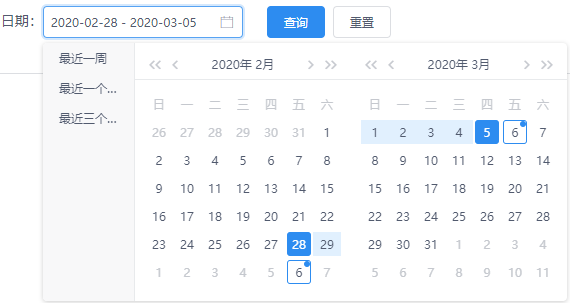 日期： 2020-02-28 - 2020-03-05 查询 重置
最近一周
最近一个...
最近三个...
2020年 2月
日 一 二 三 四 五 六
26 27 28 29 30 31 1
2 3 4 5 6 7 8
9 10 11 12 13 14 15
16 17 18 19 20 21 22
23 24 25 26 27 28 29
1 2 3 4 5 6 7
2020年 3月
日 一 二 三 四 五 六
1 2 3 4 5 6 7
8 9 10 11 12 13 14
15 16 17 18 19 20 21
22 23 24 25 26 27 28
29 30 31 1 2 3 4
5 6 7 8 9 10 11